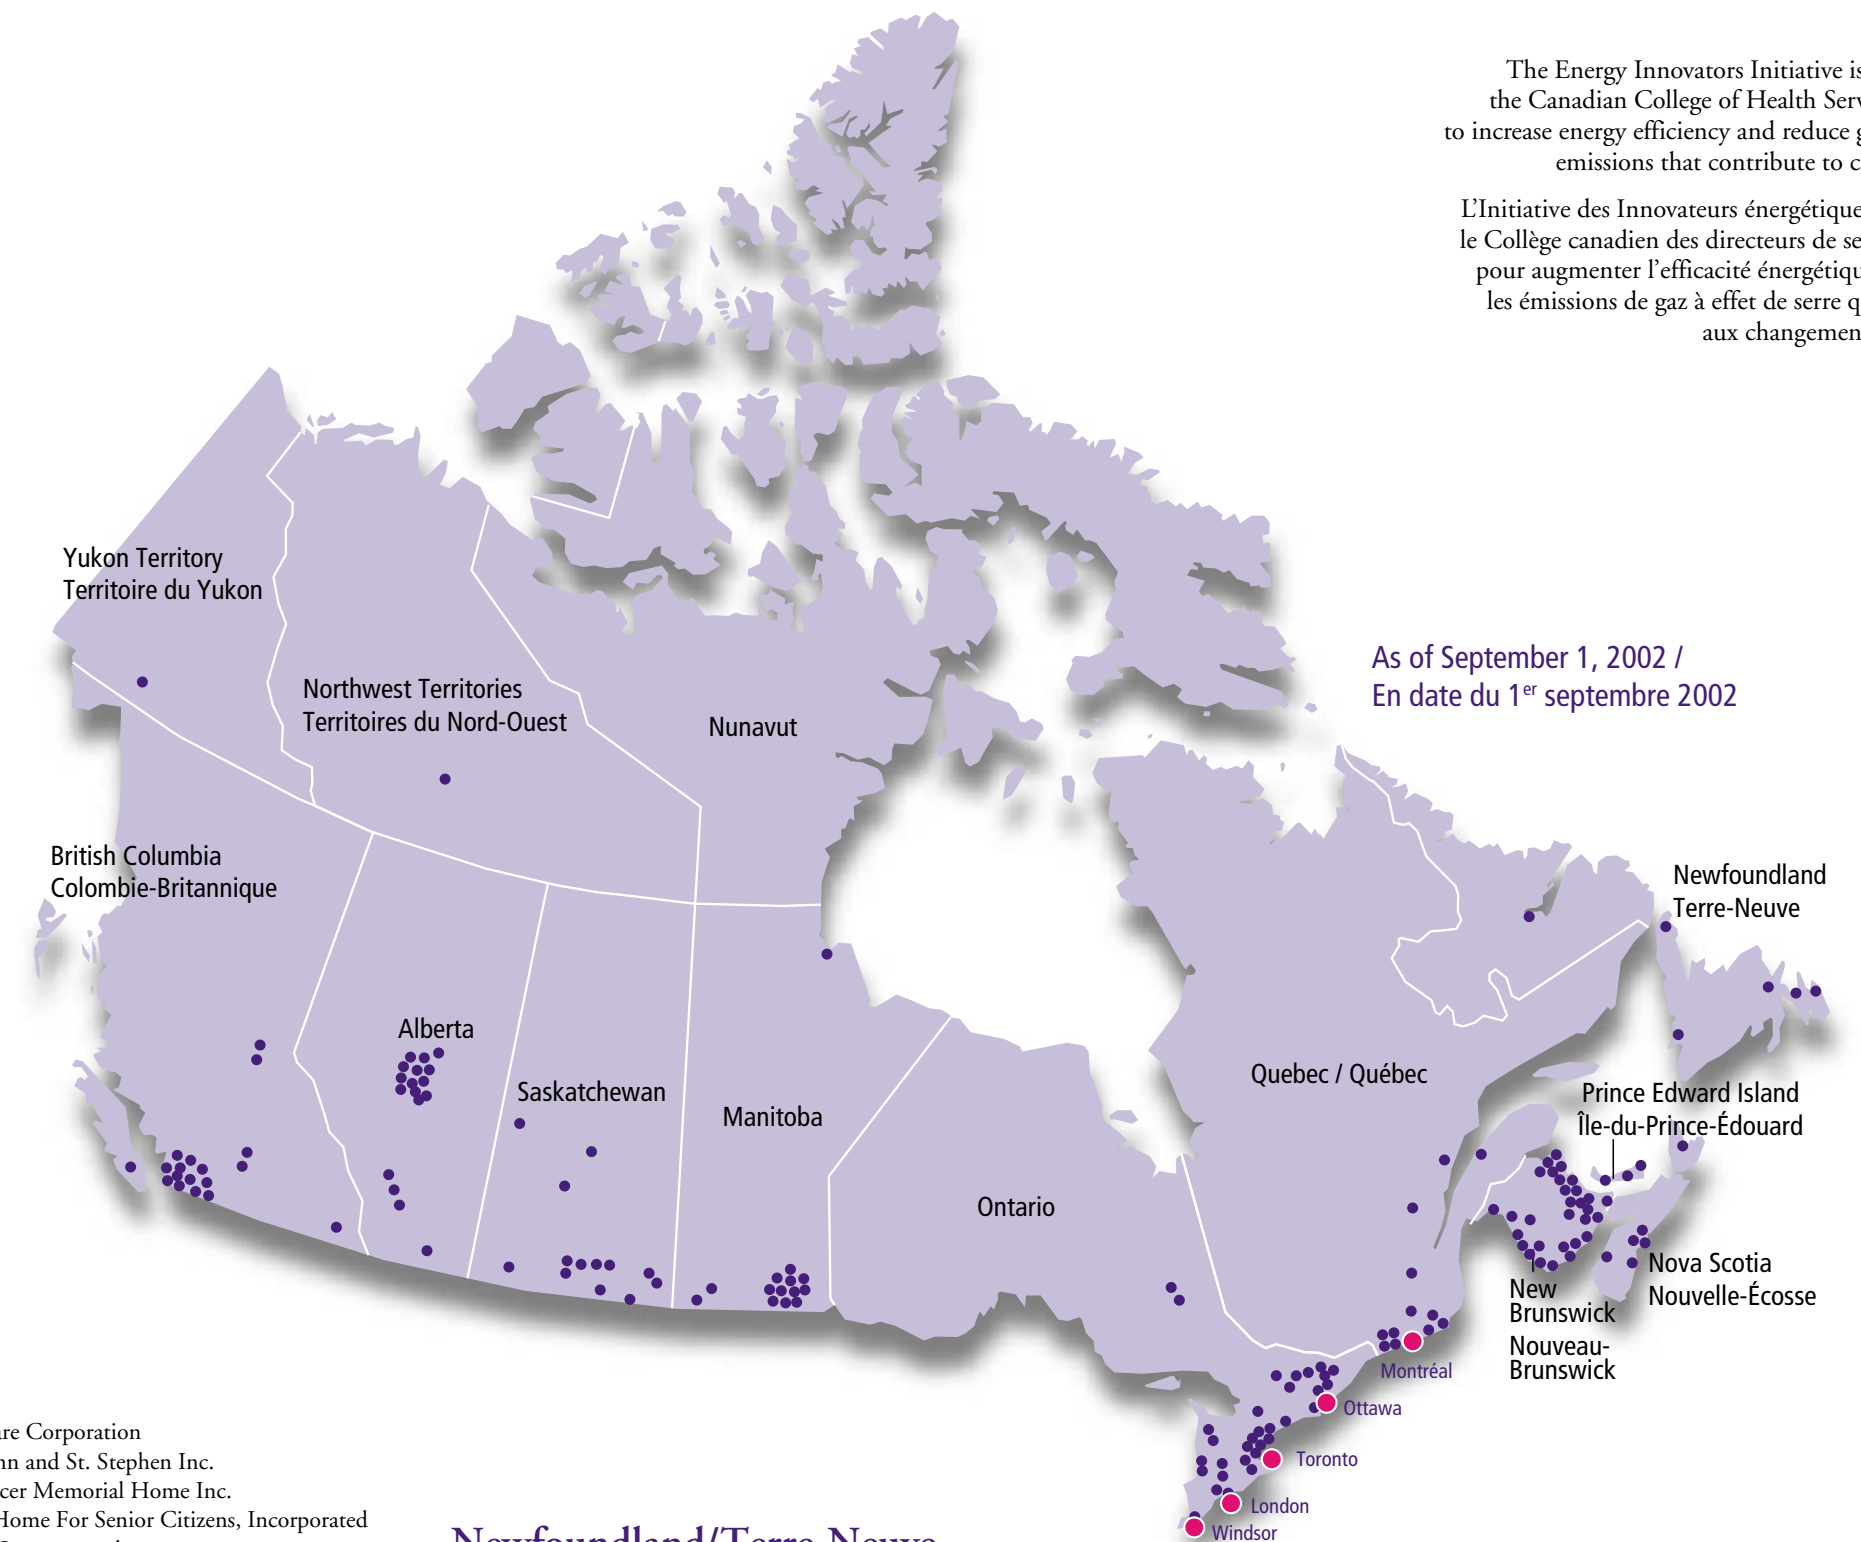 The Energy Innovators Initiative is
the Canadian College of Health Serv
to increase energy efficiency and reduce g
emissions that contribute to c
L'Initiative des Innovateurs énergétique
le Collège canadien des directeurs de se
pour augmenter l'efficacité énergétiqu
les émissions de gaz à effet de serre q
aux changemen
Yukon Territory
Territoire du Yukon
As of September 1, 2002 /
En date du 1er septembre 2002
Northwest Territories
Territoires du Nord-Ouest
Nunavut
British Columbia
Colombie-Britannique
Newfoundland
Terre-Neuve
Alberta
Saskatchewan
Manitoba
Quebec / Québec
Prince Edward Island
Île-du-Prince-Édouard
Ontario
Nova Scotia
Nouvelle-Écosse
New
Brunswick
Nouveau-
Brunswick
Montréal
Ottawa
Toronto
London
Windsor
are Corporation
nn and St. Stephen Inc.
cer Memorial Home Inc.
Home For Senior Citizens, Incorporated
Newfoundland/Terre-Neuve